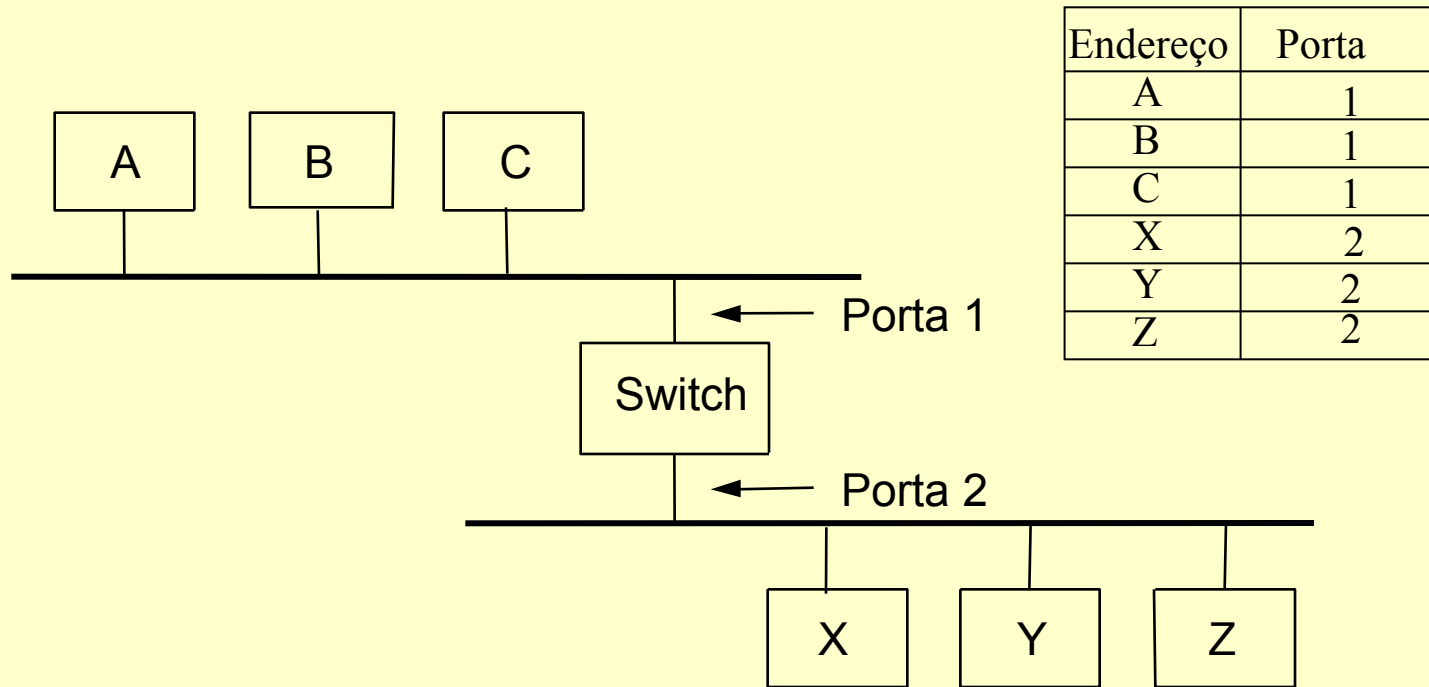 Endereço Porta
A 1
B 1
C 1
X 2
Y 2
Z 2
A B C
Porta 1
Switch
Porta 2
X Y Z